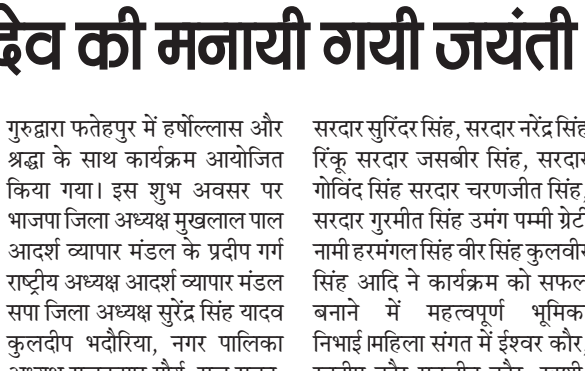 देव की मनायी गयी जयंती
गुरुद्वारा फतेहपुर में हर्षोल्लास और
श्रद्धा के साथ कार्यक्रम आयोजित
किया गया। इस शुभ अवसर पर
भाजपा जिला अध्यक्ष मुखलाल पाल
आदर्श व्यापार मंडल के प्रदीप गर्ग
राष्ट्रीय अध्यक्ष आदर्श व्यापार मंडल
सपा जिला अध्यक्ष सुरेंद्र सिंह यादव
कुलदीप भदौरिया, नगर पालिका
सरदार सुरिंदर सिंह, सरदार नरेंद्र सिंह
रिंकू सरदार जसबीर सिंह, सरदार
गोविंद सिंह सरदार चरणजीत सिंह,
सरदार गुरमीत सिंह उमंग पम्मी ग्रेटी
नामी हरमंगल सिंह वीर सिंह कुलवीर
सिंह आदि ने कार्यक्रम को सफल
बनाने में महत्वपूर्ण भूमिका
निभाई।महिला संगत में ईश्वर कौर,